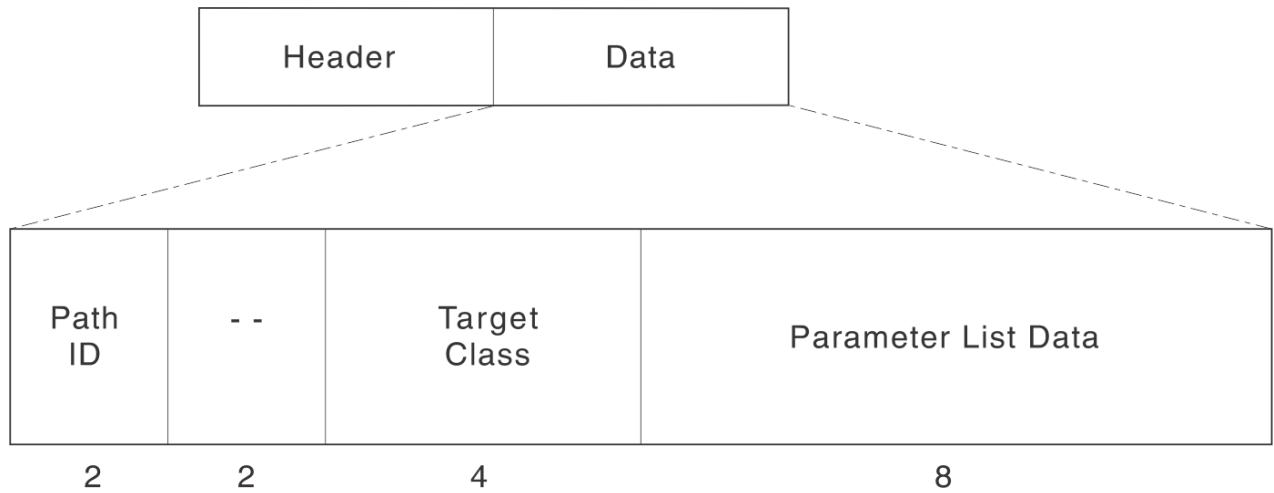 Header Data
Path ID
- -
Target Class
Parameter List Data
2 2 4 8